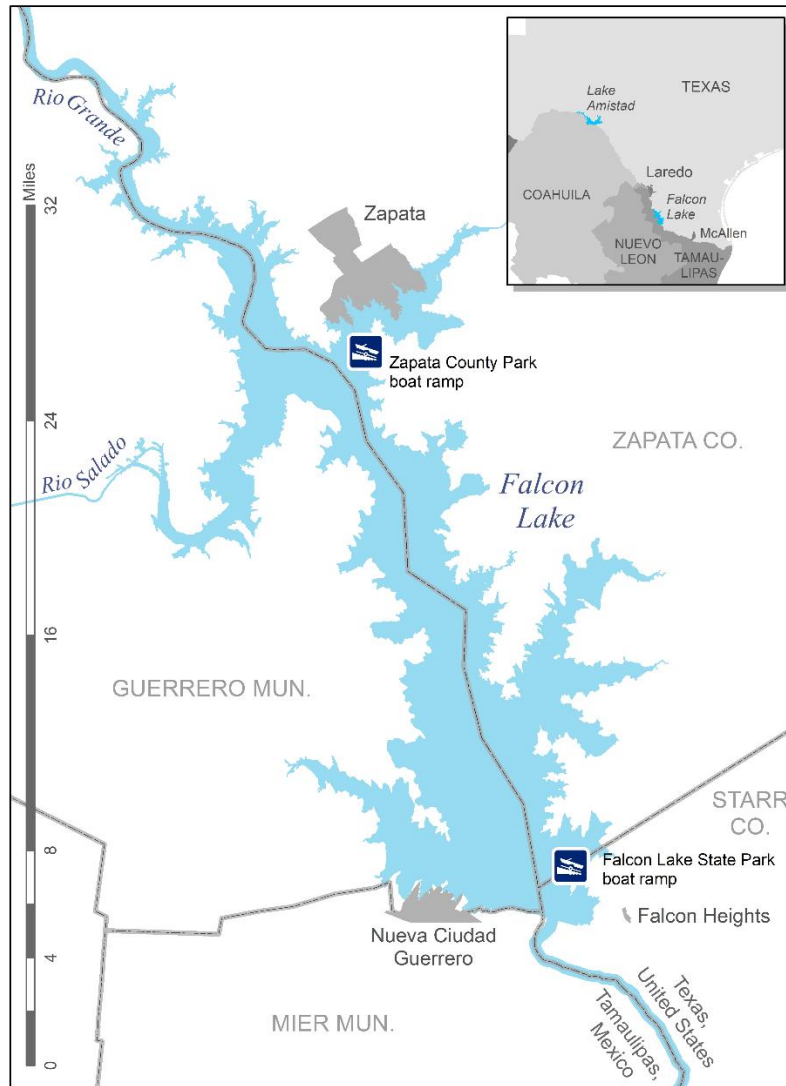 Rio Grande
Miles
32
24
16
8
4
0
Zapata
Zapata County Park
boat ramp
ZAPATA CO.
Rio Salado
Falcon
Lake
GUERRERO MUN.
STARR
CO.
Falcon Lake State Park
boat ramp
Falcon Heights
Nueva Ciudad
Guerrero
MIER MUN.
Texas,
United States
Tamaulipas,
Mexico
Lake
Amistad
TEXAS
COAHUILA
Laredo
Falcon
Lake
McAllen
NUEVO
LEON
TAMAU-
LIPAS